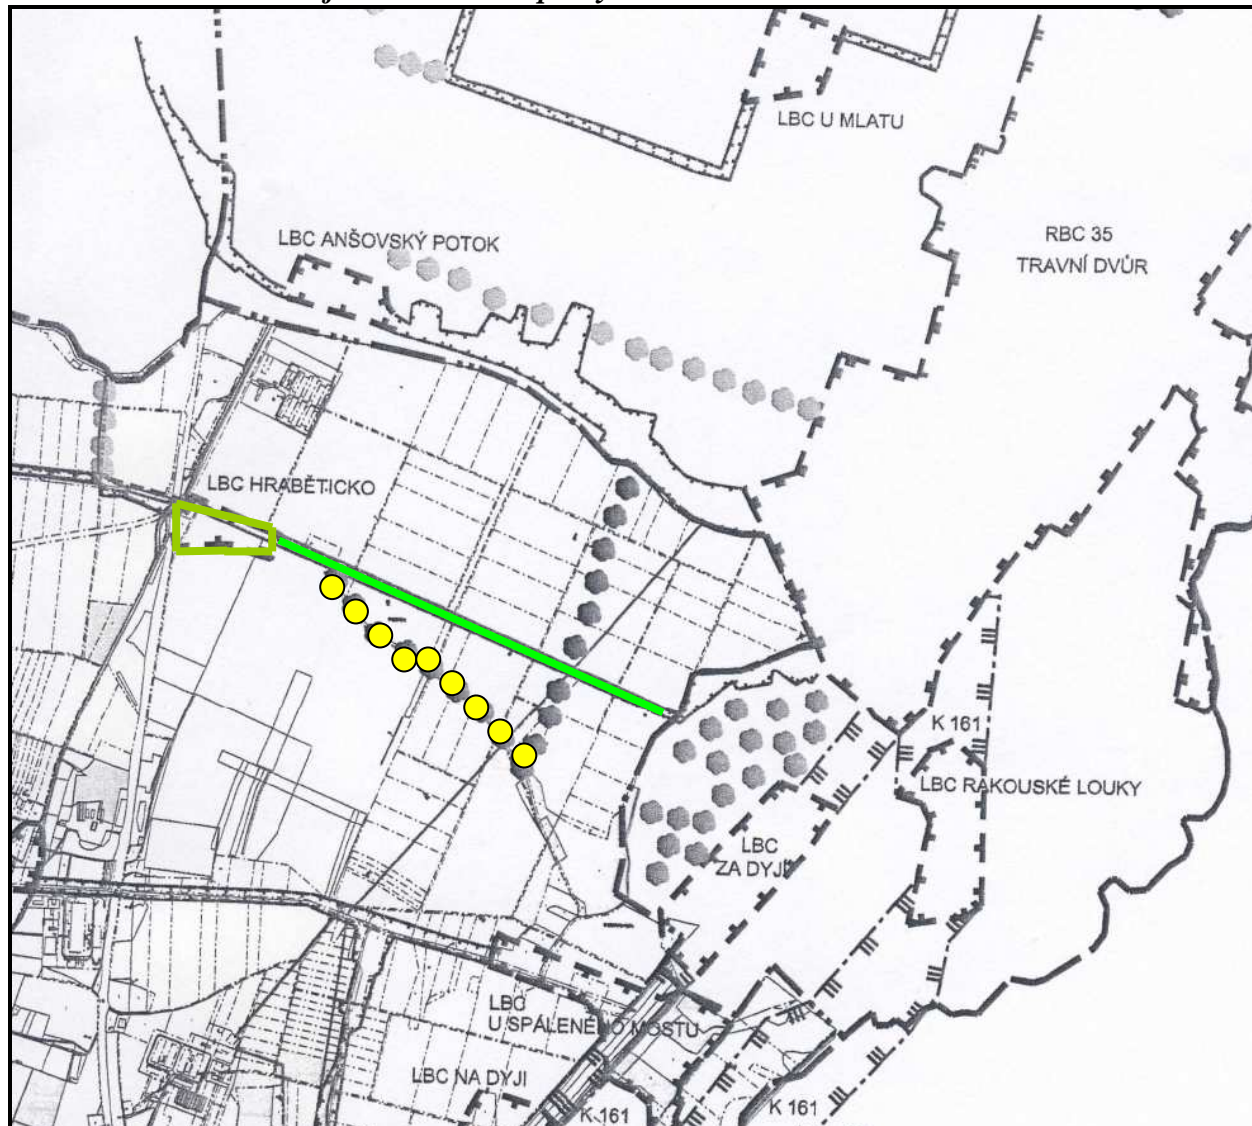 LBC U MLATU
LBC ANŠOVSKÝ POTOK
RBC 35
TRAVNÍ DVŮR
LBC HRABĚTICKO
K 161
LBC RAKOUSKÉ LOUKY
LBC
ZA DYJÍ
LBC
U SPÁLENÉHO MOSTU
LBC NA DYJI
K 161
K 161